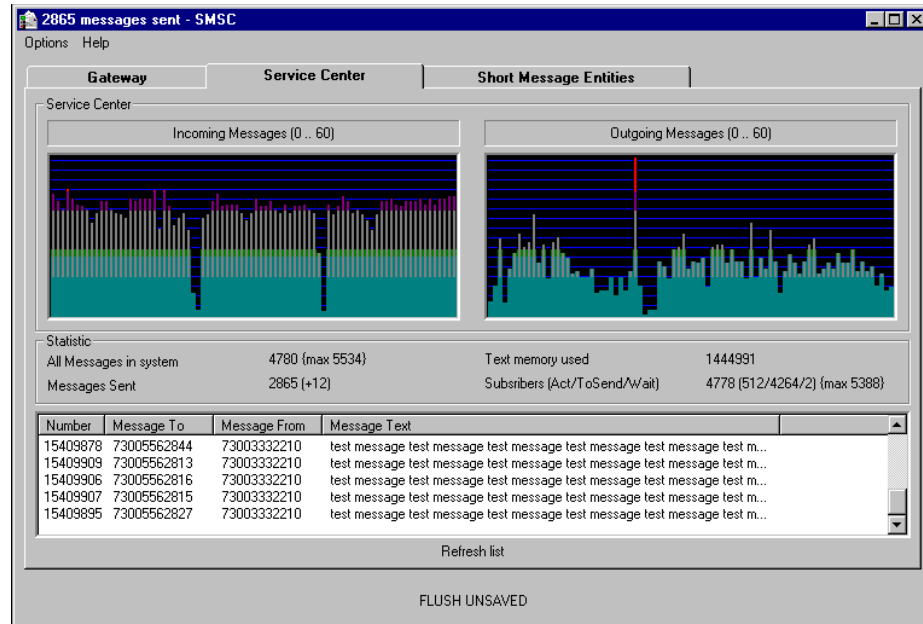 2865 messages sent - SMSC
Options Help
Gateway Service Center Short Message Entities
Service Center
Incoming Messages (0 .. 60) Outgoing Messages (0 .. 60)
Statistic
All Messages in system 4780 {max 5534} Text memory used 1444991
Messages Sent 2865 (+12) Subsribers (Act/ToSend/Wait) 4778 (512/4264/2) {max 5388}
Number Message To Message From Message Text
15409878 73005562844 73003332210 test message test message test message test message test message test m...
15409909 73005562813 73003332210 test message test message test message test message test message test m...
15409906 73005562816 73003332210 test message test message test message test message test message test m...
15409907 73005562815 73003332210 test message test message test message test message test message test m...
15409895 73005562827 73003332210 test message test message test message test message test message test m...
Refresh list
FLUSH UNSAVED